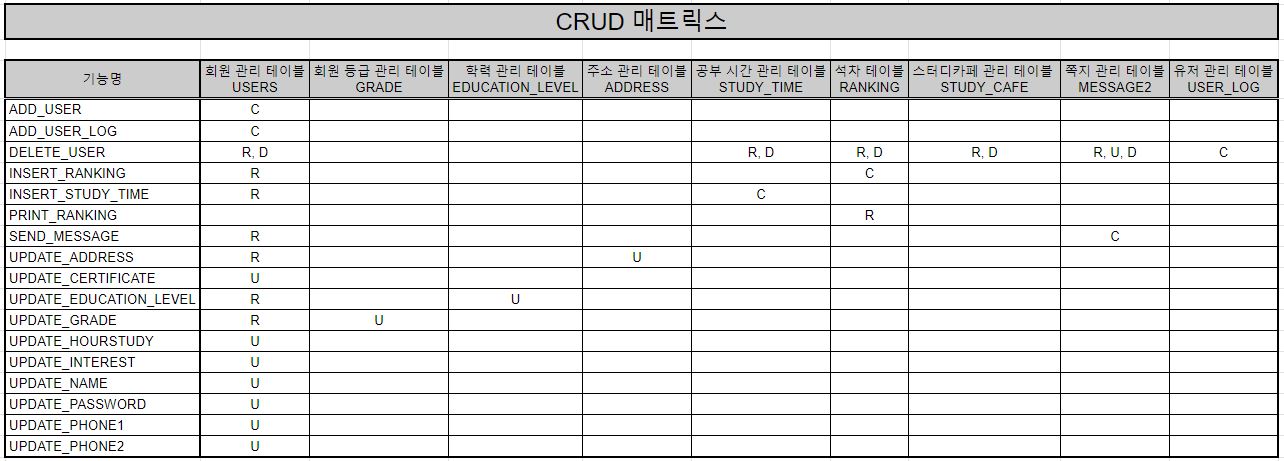 CRUD 매트릭스
기능명 회원 관리 테이블 회원 등급 관리 테이블 학력 관리 테이블 주소 관리 테이블 공부 시간 관리 테이블 석차 테이블 스터디카페 관리 테이블 쪽지 관리 테이블 유저 관리 테이블
USERS GRADE EDUCATION_LEVEL ADDRESS STUDY_TIME RANKING STUDY_CAFE MESSAGE2 USER_LOG
ADD_USER C
ADD_USER_LOG C
DELETE_USER R, D R, D R, D R, D R, U, D C
INSERT_RANKING R C
INSERT_STUDY_TIME R C
PRINT_RANKING R
SEND_MESSAGE R C
UPDATE_ADDRESS R U
UPDATE_CERTIFICATE U
UPDATE_EDUCATION_LEVEL R U
UPDATE_GRADE R U
UPDATE_HOURSTUDY U
UPDATE_INTEREST U
UPDATE_NAME U
UPDATE_PASSWORD U
UPDATE_PHONE1 U
UPDATE_PHONE2 U